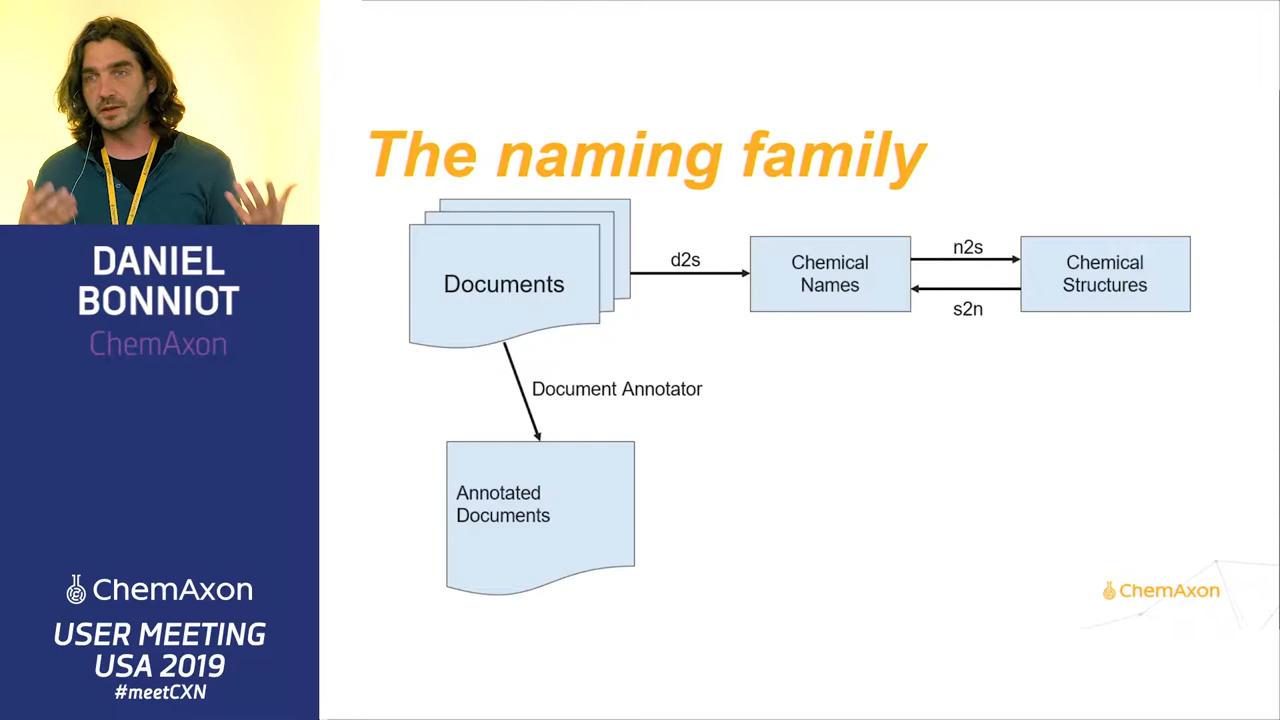 The naming family
Documents
d2s
Chemical
Names
n2s
s2n
Chemical
Structures
Document Annotator
Annotated
Documents
ChemAxon
DANIEL
BONNIOT
ChemAxon
ChemAxon
USER MEETING
USA 2019
#meetCXN